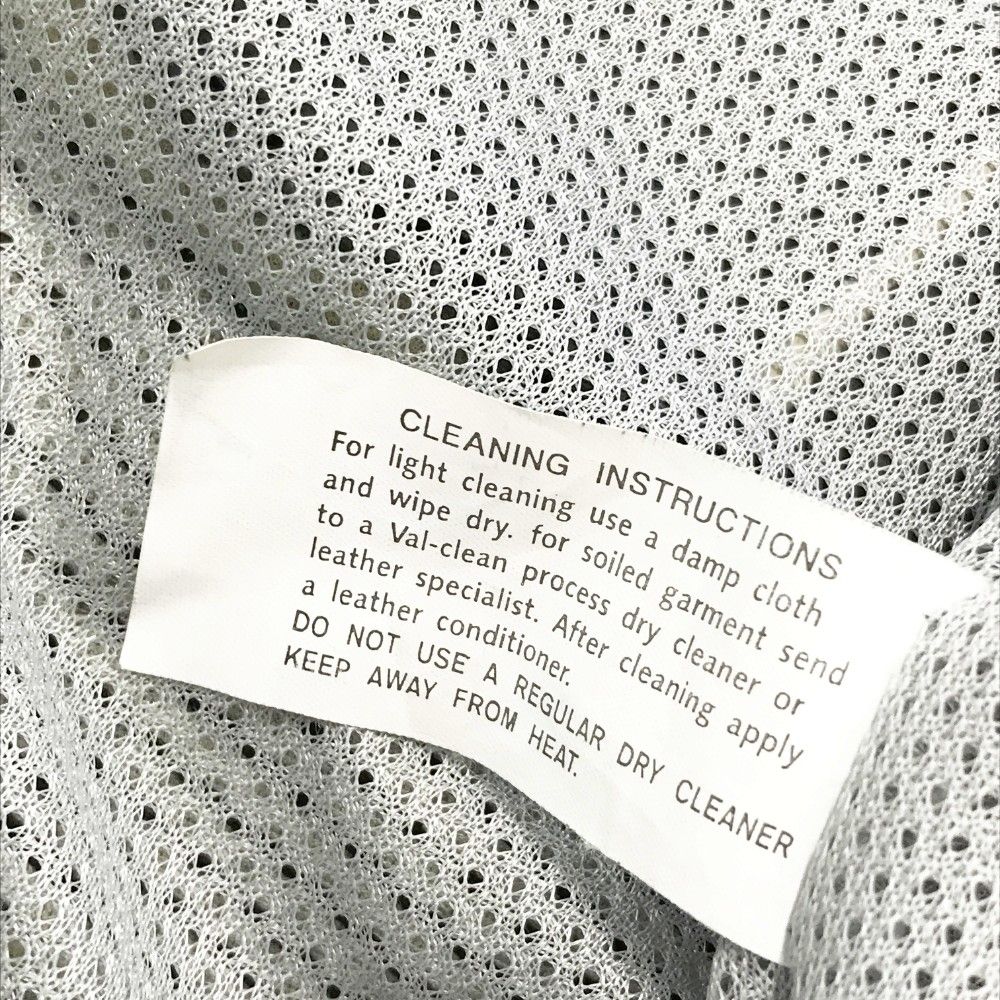 CLEANING INSTRUCTIONS
For light cleaning use a damp cloth
and wipe dry. for soiled garment send
to a Val-clean process dry cleaner or
leather specialist. After cleaning apply
a leather conditioner.
DO NOT USE A REGULAR DRY CLEANER
KEEP AWAY FROM HEAT.